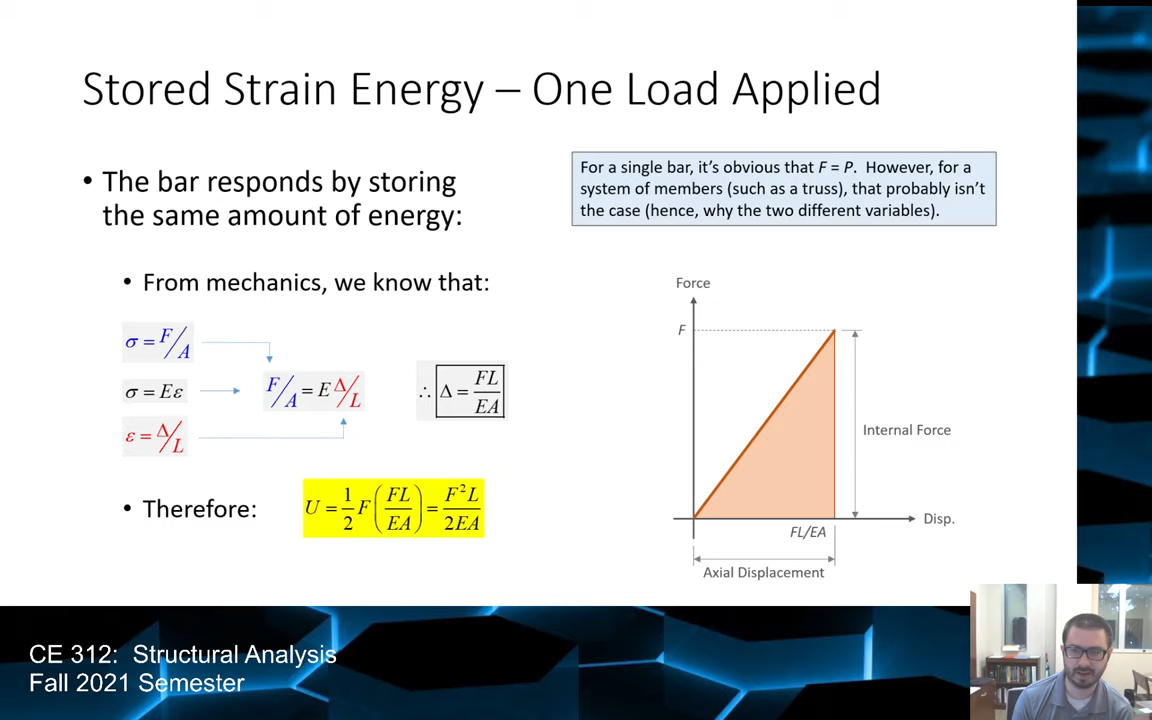 Stored Strain Energy – One Load Applied
• The bar responds by storing
the same amount of energy:
For a single bar, it's obvious that F = P. However, for a
system of members (such as a truss), that probably isn't
the case (hence, why the two different variables).
• From mechanics, we know that:
σ = F/A
σ = Eε
ε = Δ/L
F/A = E Δ/L
∴ Δ = FL/EA
• Therefore:
U = 1/2 F (FL/EA) = F²L/2EA
Force
F
Internal Force
Disp.
FL/EA
Axial Displacement
CE 312: Structural Analysis
Fall 2021 Semester